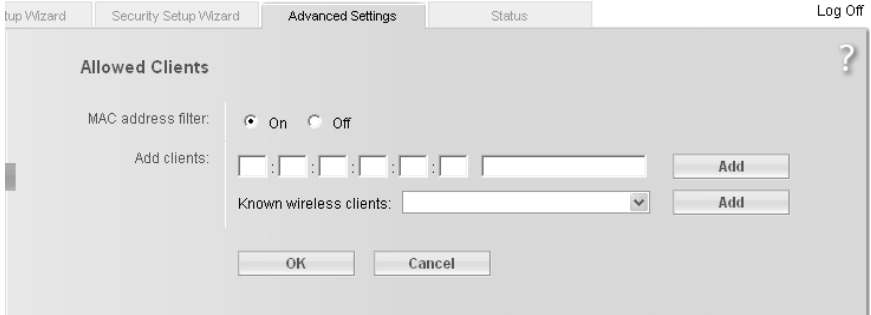 tup Wizard Security Setup Wizard Advanced Settings Status Log Off
Allowed Clients ?
MAC address filter: On Off
Add clients: : : : : : Add
Known wireless clients: Add
OK Cancel